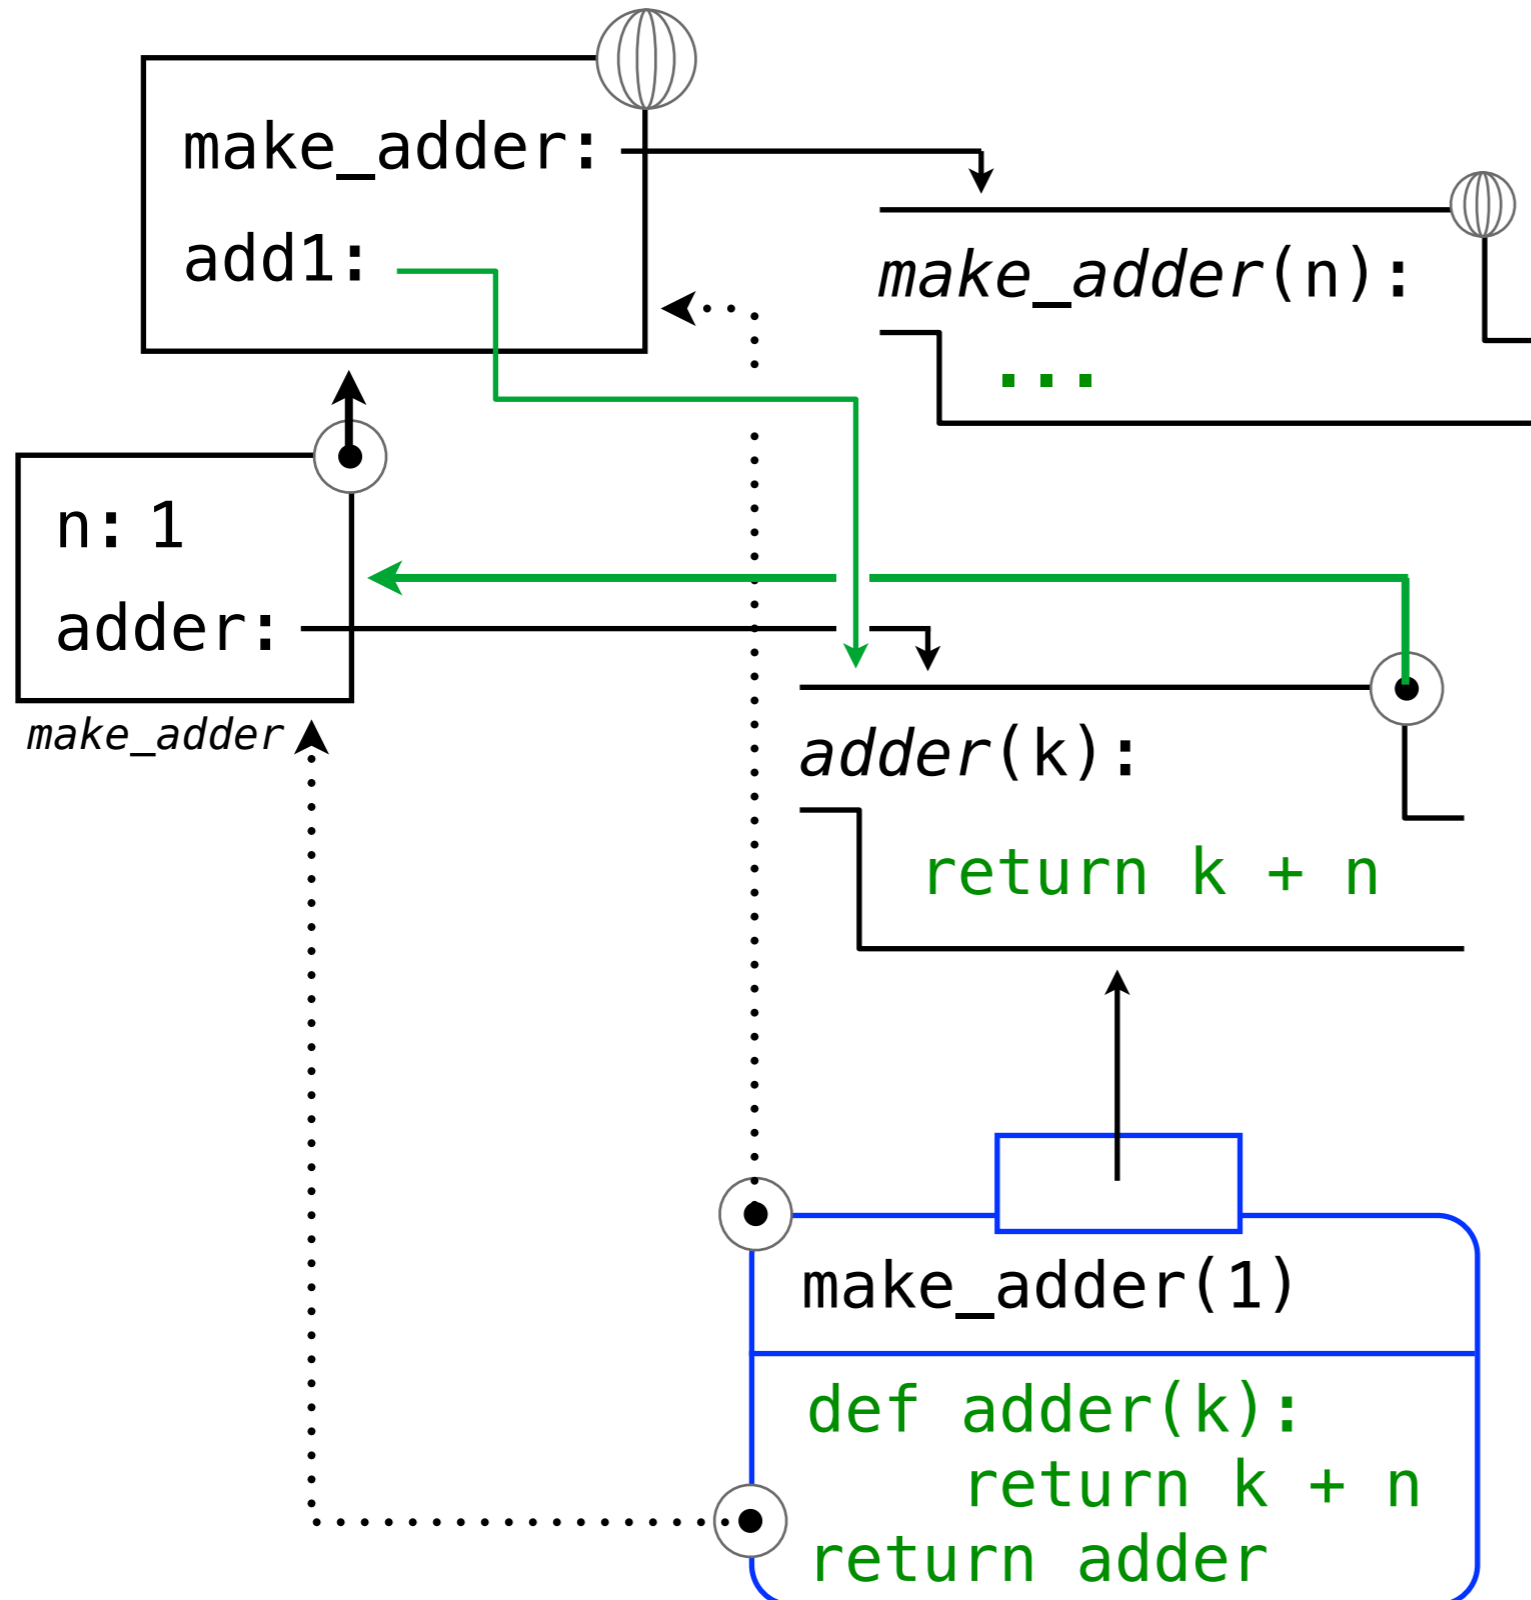 make_adder:
add1:
make_adder(n):
...
n: 1
adder:
make_adder
adder(k):
return k + n
make_adder(1)
def adder(k):
    return k + n
return adder